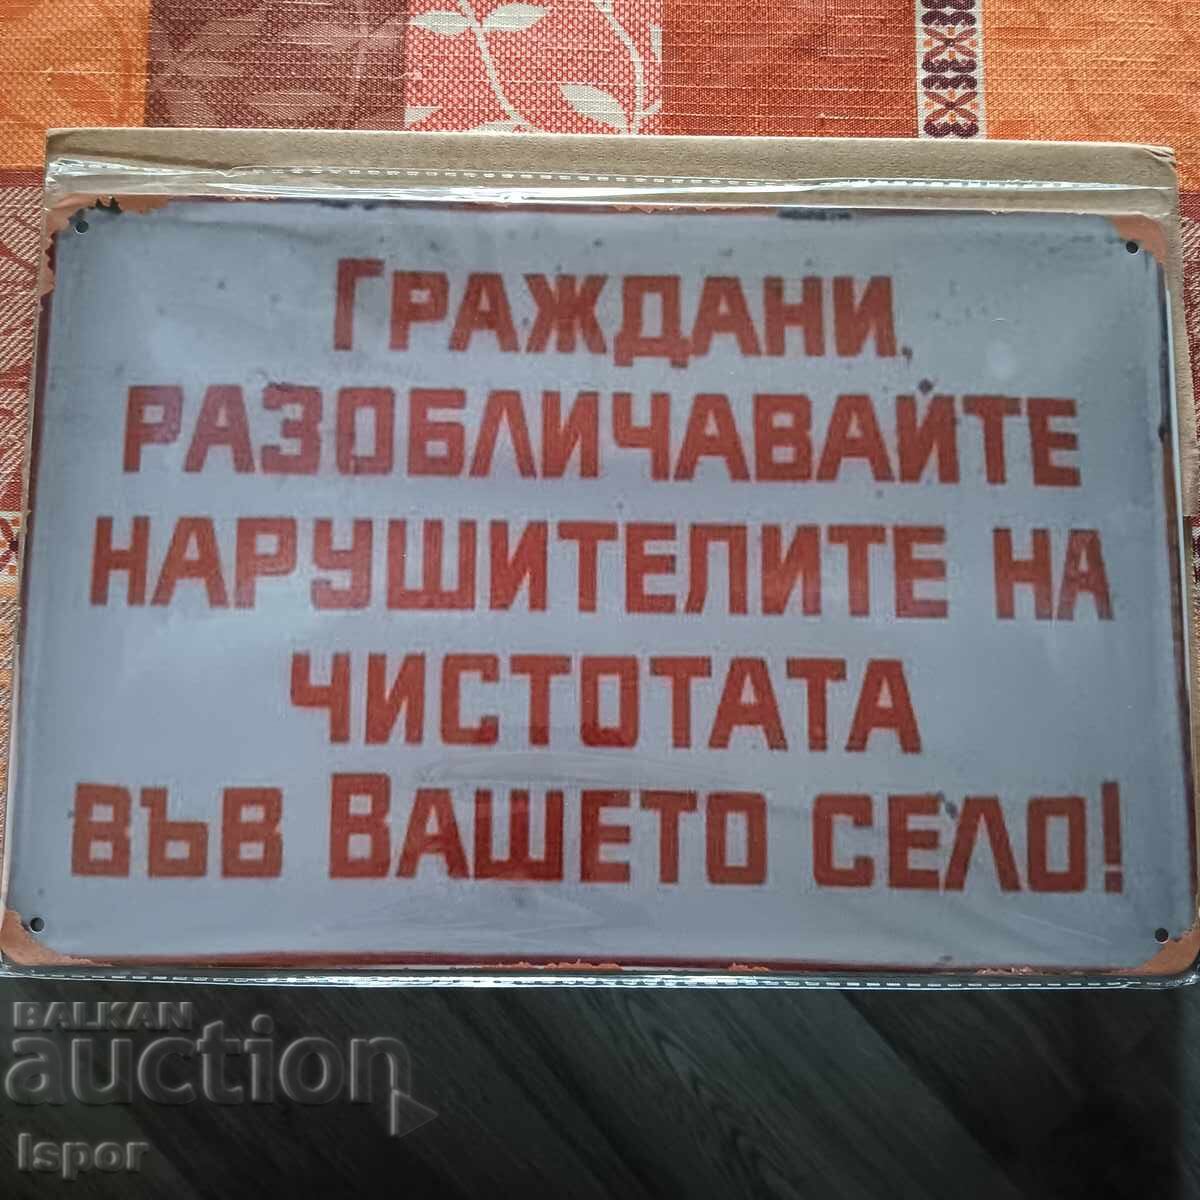 ГРАЖДАНИ,
РАЗОБЛИЧАВАЙТЕ
НАРУШИТЕЛИТЕ НА
ЧИСТОТАТА
ВЪВ ВАШЕТО СЕЛО!
BALKAN
auction
Ispor